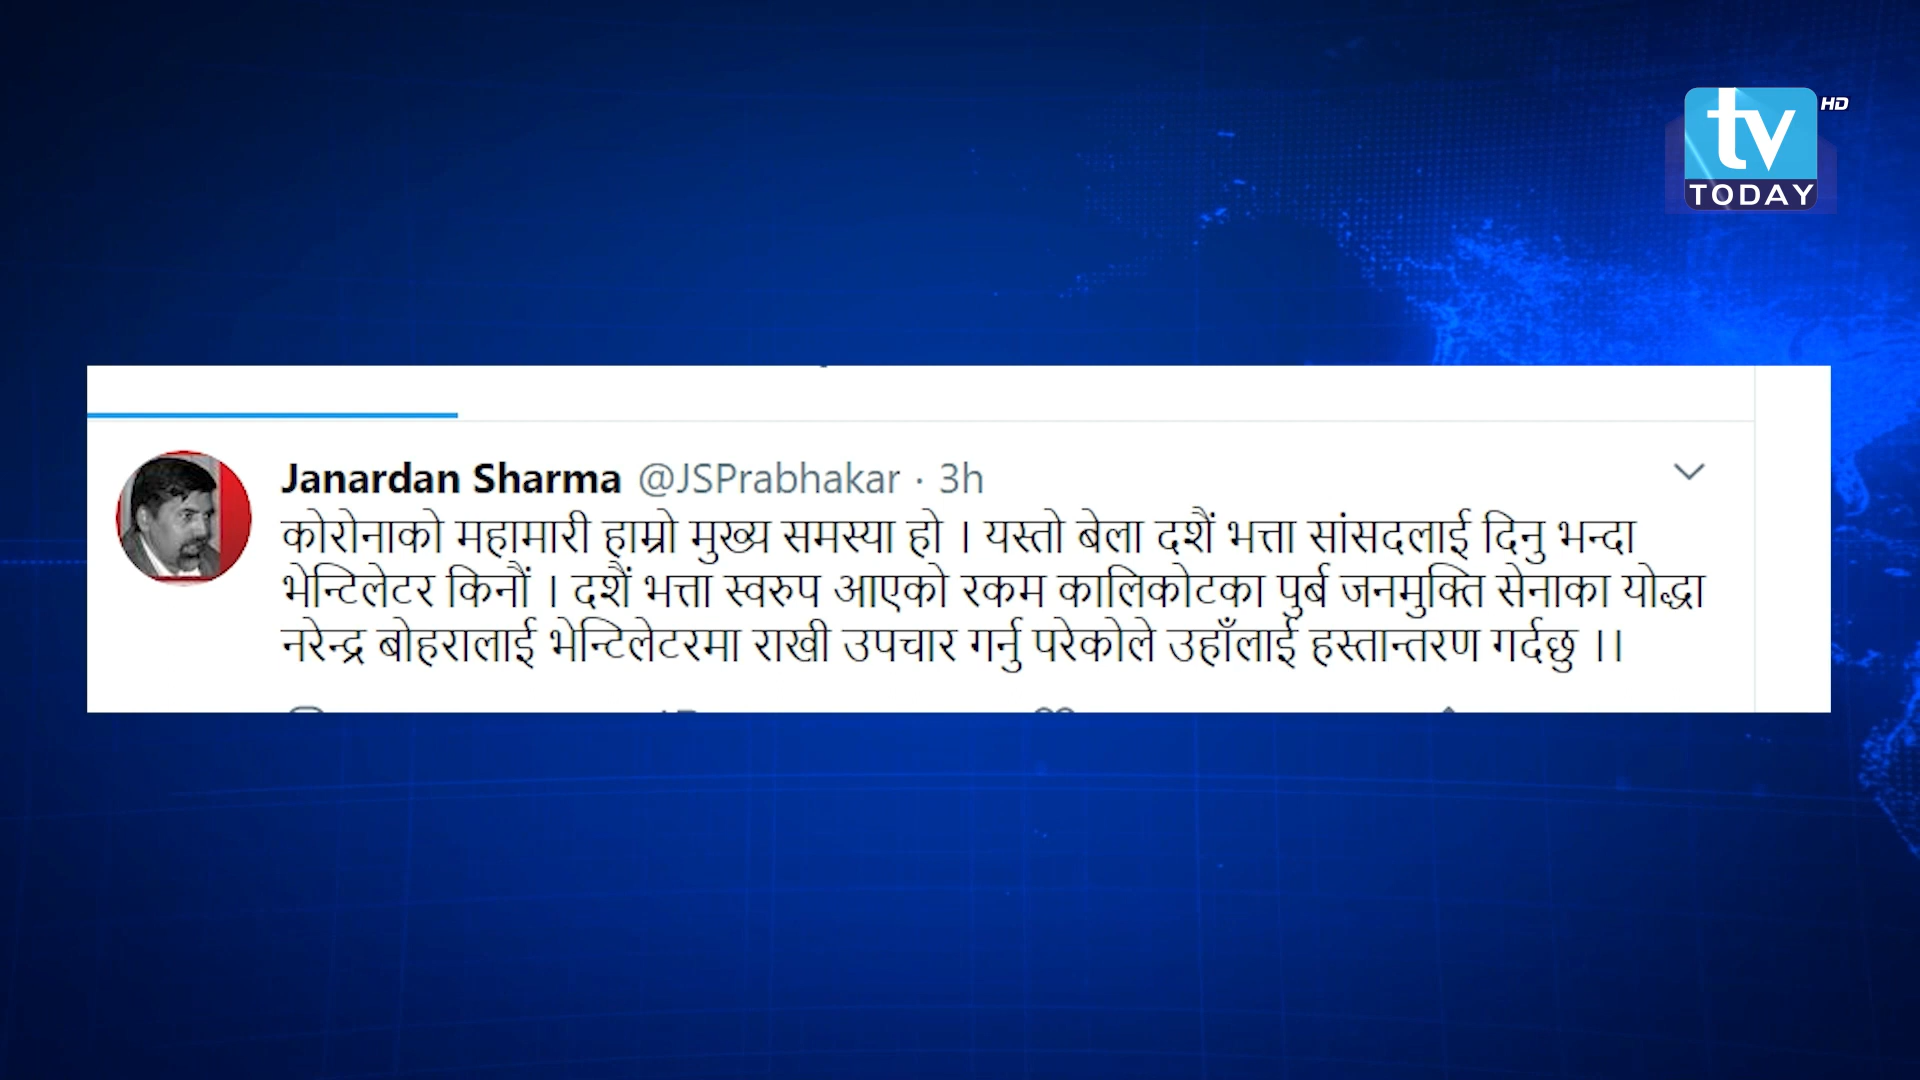 tv HD
TODAY
Janardan Sharma @JSPrabhakar · 3h
कोरोनाको महामारी हाम्रो मुख्य समस्या हो । यस्तो बेला दशैं भत्ता सांसदलाई दिनु भन्दा
भेन्टिलेटर किनौं । दशैं भत्ता स्वरुप आएको रकम कालिकोटका पुर्ब जनमुक्ति सेनाका योद्धा
नरेन्द्र बोहरालाई भेन्टिलेटरमा राखी उपचार गर्नु परेकोले उहाँलाई हस्तान्तरण गर्दछु ।।